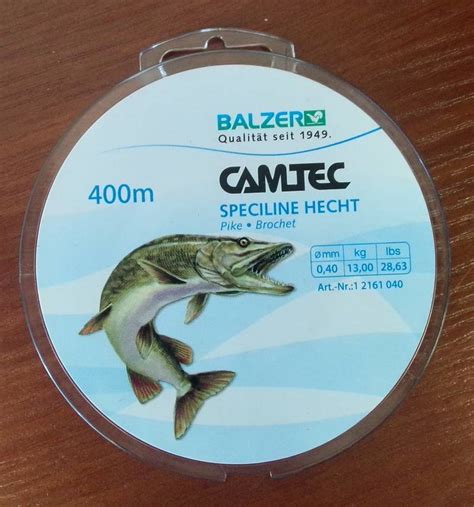 BALZER
Qualität seit 1949.
CAMTEC
400m
SPECILINE HECHT
Pike • Brochet
ømm kg lbs
0,40 13,00 28,63
Art.-Nr.:1 2161 040